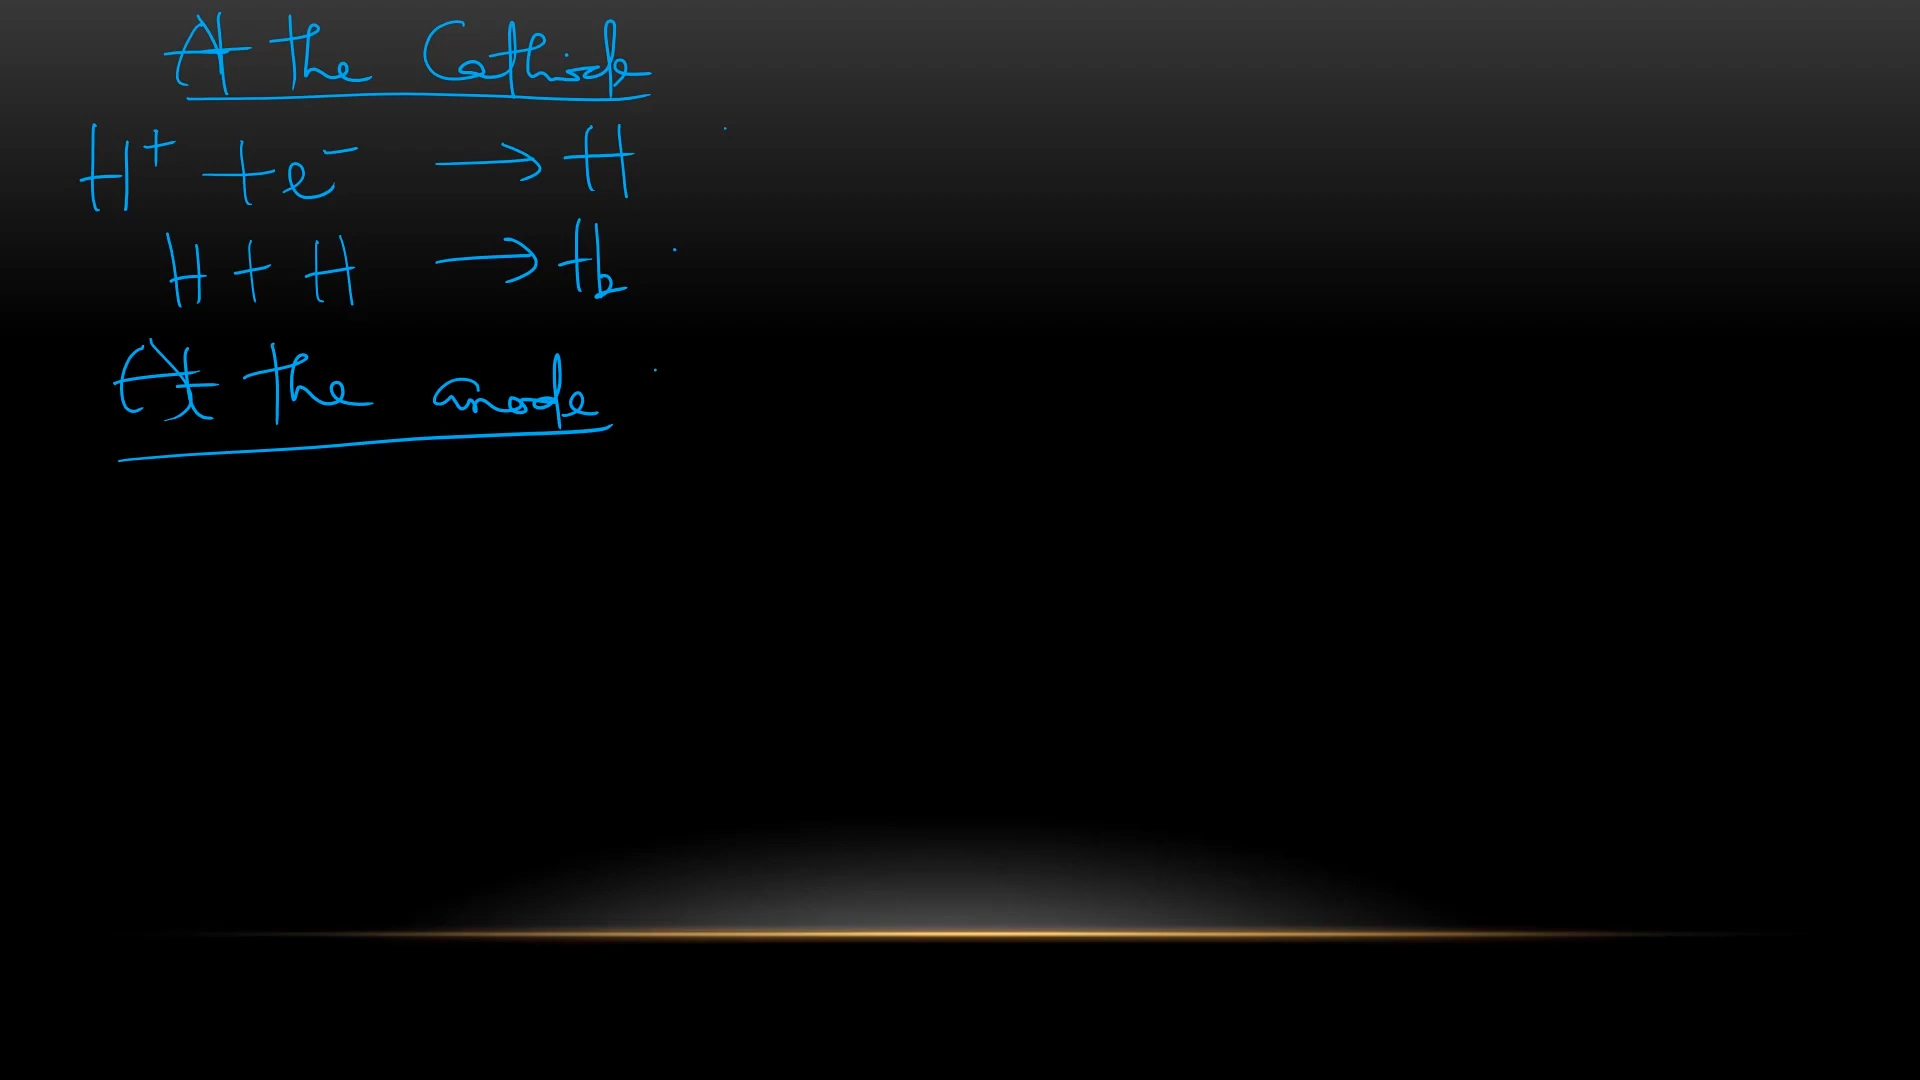 At the Cathode
H⁺ + e⁻ → H
H + H → H₂
At the anode